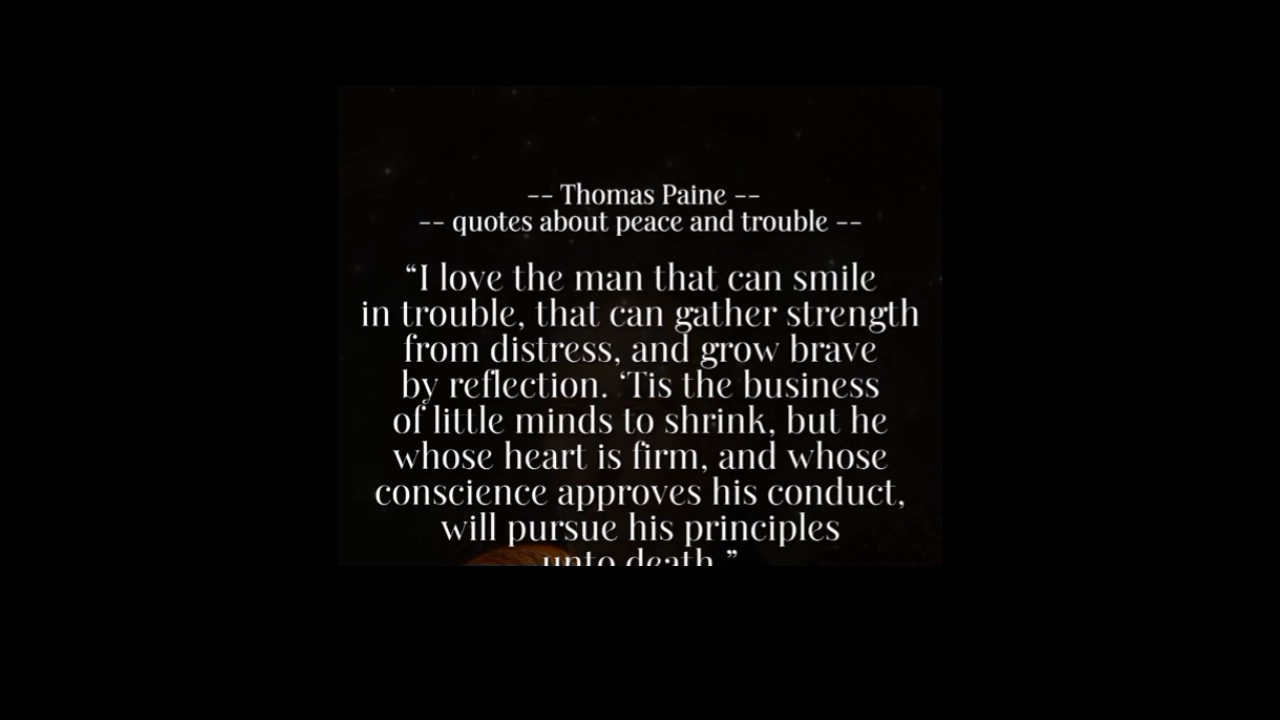 -- Thomas Paine --
-- quotes about peace and trouble --
“I love the man that can smile
in trouble, that can gather strength
from distress, and grow brave
by reflection. ‘Tis the business
of little minds to shrink, but he
whose heart is firm, and whose
conscience approves his conduct,
will pursue his principles
unto death.”